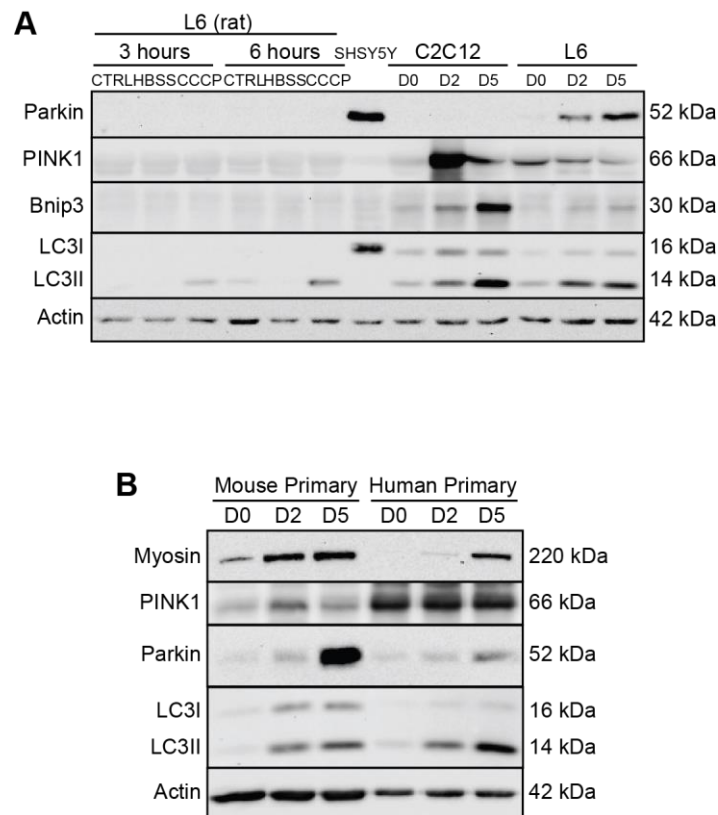 A
L6 (rat)
3 hours 6 hours SHSY5Y C2C12 L6
CTRL HBSS CCCP CTRL HBSS CCCP D0 D2 D5 D0 D2 D5
Parkin 52 kDa
PINK1 66 kDa
Bnip3 30 kDa
LC3I 16 kDa
LC3II 14 kDa
Actin 42 kDa
B
Mouse Primary Human Primary
D0 D2 D5 D0 D2 D5
Myosin 220 kDa
PINK1 66 kDa
Parkin 52 kDa
LC3I 16 kDa
LC3II 14 kDa
Actin 42 kDa